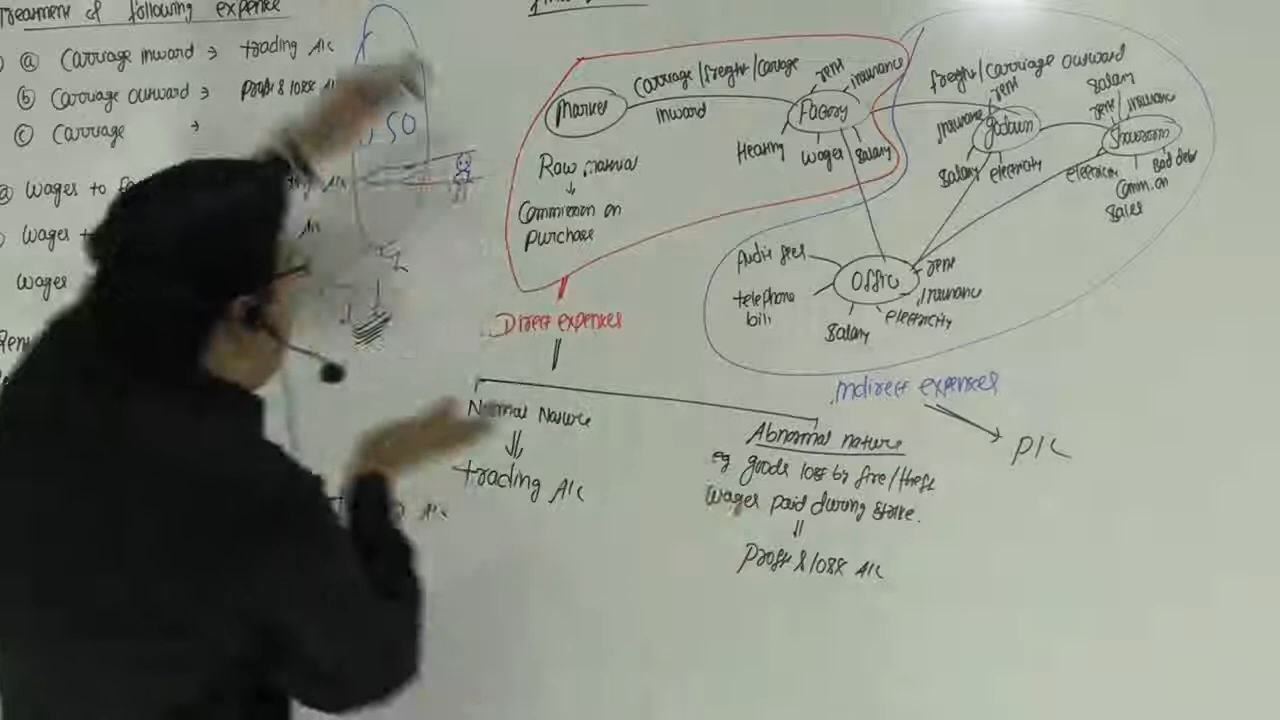 Treatment of following expense
@ Carriage inward → trading A/c
ⓑ Carriage outward → profit & loss A/c
ⓒ Carriage →
@ Wages to
Wages
Wages
50
Market
Carriage/freight/carriage
inward
Factory
rent
insurance
Heating
wages
salary
Raw material
↓
Commission on
purchase
freight/carriage outward
godown
rent
insurance
salary
electricity
showroom
salary
rent/insurance
electricity
Bad debt
Comm. on
sales
Office
Audit fees
telephone
bill
salary
electricity
insurance
rent
Direct expenses
Indirect expenses
P/L
Normal Nature
⇓
trading A/c
Abnormal nature
eg goods loss by fire/theft
wages paid during strike.
Profit & loss A/c